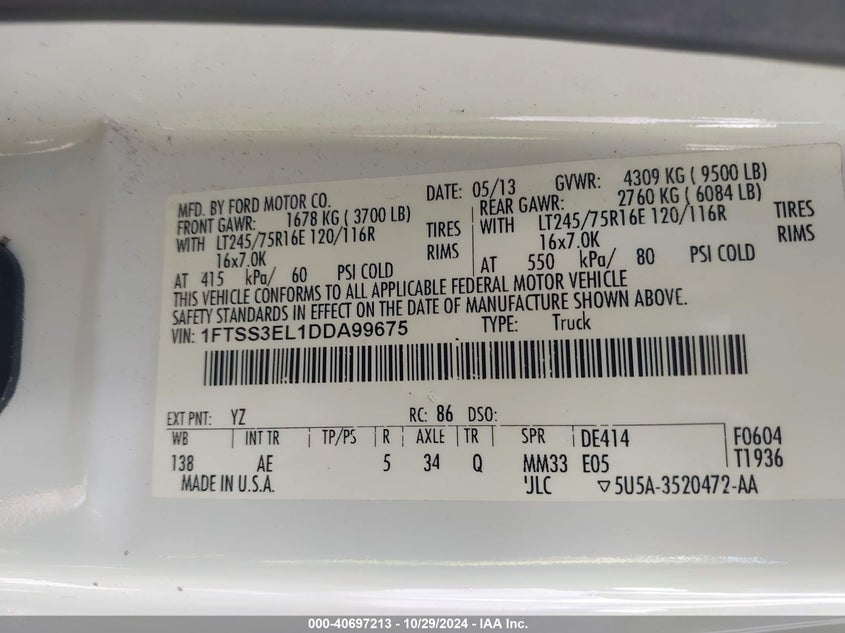 MFD. BY FORD MOTOR CO. DATE: 05/13 GVWR: 4309 KG ( 9500 LB)
FRONT GAWR: 1678 KG ( 3700 LB) REAR GAWR: 2760 KG ( 6084 LB)
WITH LT245/75R16E 120/116R TIRES WITH LT245/75R16E 120/116R TIRES
16x7.0K RIMS 16x7.0K RIMS
AT 415 kPa/ 60 PSI COLD AT 550 kPa/ 80 PSI COLD
THIS VEHICLE CONFORMS TO ALL APPLICABLE FEDERAL MOTOR VEHICLE
SAFETY STANDARDS IN EFFECT ON THE DATE OF MANUFACTURE SHOWN ABOVE.
VIN: 1FTSS3EL1DDA99675 TYPE: Truck
EXT PNT: YZ RC: 86 DSO:
WB INT TR TP/PS R AXLE TR SPR DE414 F0604
138 AE 5 34 Q MM33 E05 T1936
MADE IN U.S.A. JLC ▽ 5U5A-3520472-AA
000-40697213 - 10/29/2024 - IAA Inc.